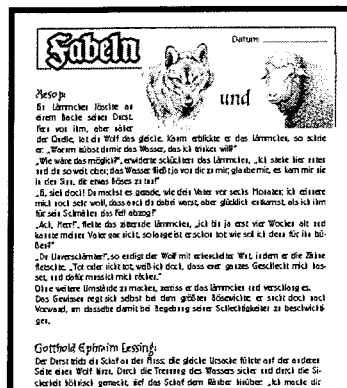 Fabeln
Datum:
und
Aesop:
Ein Lämmchen löschte an
einem Bache seinen Durst.
Fern von ihm, aber näher
der Quelle, tat ein Wolf das gleiche. Kaum erblickte er das Lämmchen, so schrie
er: „Warum trübst du mir das Wasser, das ich trinken will?"
„Wie wäre das möglich", erwiderte schüchtern das Lämmchen, „ich stehe hier unten
und du so weit oben; das Wasser fließt ja von dir zu mir; glaube mir, es kam mir nie
in den Sinn, dir etwas Böses zu tun!"
„Ei, sieh doch! Du machst es gerade, wie dein Vater vor sechs Monaten; ich erinnere
mich noch sehr wohl, dass auch du dabei warst, aber glücklich entkamst, als ich ihm
für sein Schmähen das Fell abzog!"
„Ach, Herr!", flehte das zitternde Lämmchen, „ich bin ja erst vier Wochen alt und
kannte meinen Vater gar nicht, so lange ist er schon tot; wie soll ich denn für ihn bü-
ßen?"
„Du Unverschämter!", so endigt der Wolf mit erheuchelter Wut, indem er die Zähne
fletschte. „Tot oder nicht tot, weiß ich doch, dass euer ganzes Geschlecht mich has-
set, und dafür muss ich mich rächen."
Ohne weitere Umstände zu machen, zerriss er das Lämmchen und verschlang es.
Das Gewissen regt sich selbst bei dem größten Bösewichte; er sucht doch nach
Vorwand, um dasselbe damit bei Begehung seiner Schlechtigkeiten zu beschwichti-
gen.
Gotthold Ephraim Lessing:
Der Durst trieb ein Schaf an den Fluss; eine gleiche Ursache führte auf der anderen
Seite einen Wolf hinzu. Durch die Trennung des Wassers sicher und durch die Si-
cherheit höhnisch gemacht, rief das Schaf dem Räuber hinüber: „Ich mache dir